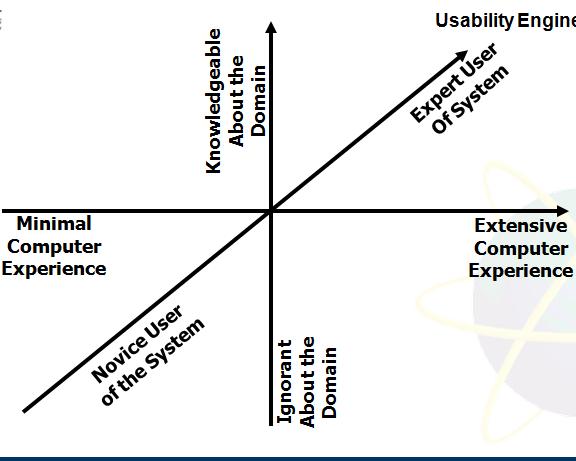 Usability Engine
Knowledgeable
About the
Domain
Expert User
Of System
Minimal
Computer
Experience
Extensive
Computer
Experience
Novice User
of the System
Ignorant
About the
Domain